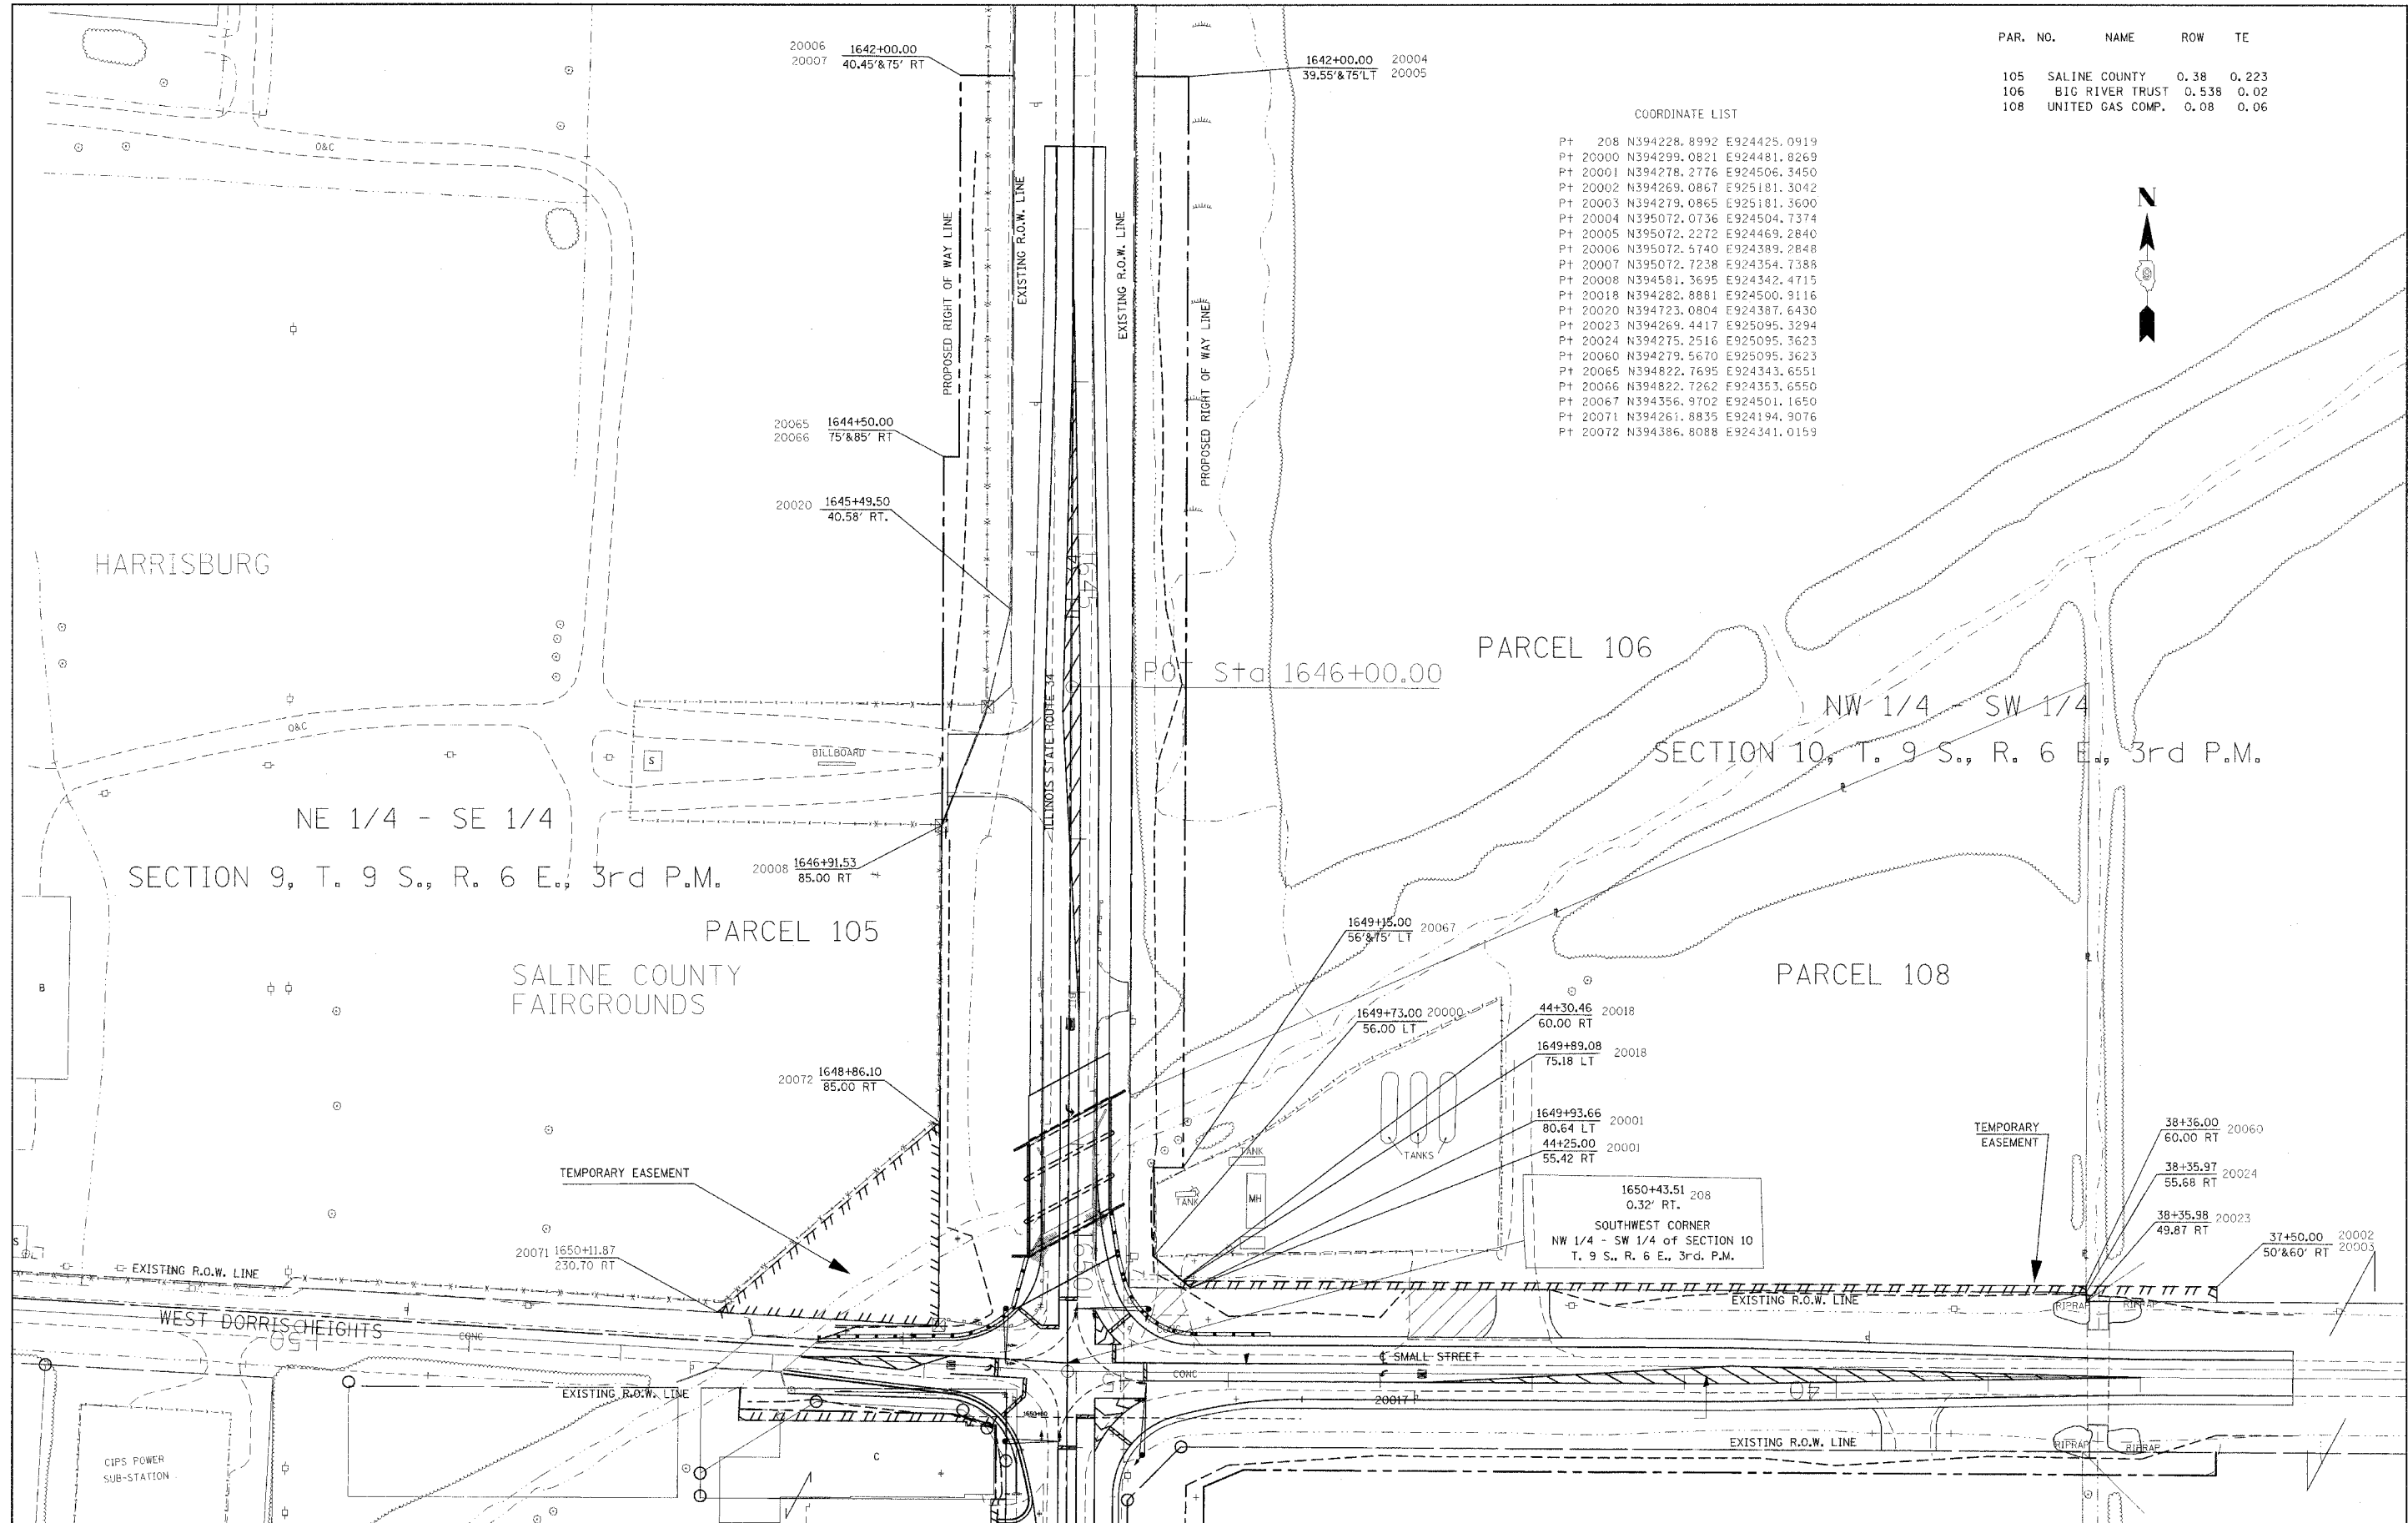 PAR. NO. NAME ROW TE
105 SALINE COUNTY 0.38 0.223
106 BIG RIVER TRUST 0.538 0.02
108 UNITED GAS COMP. 0.08 0.06
20006 1642+00.00
20007 40.45'&75' RT
1642+00.00 20004
39.55'&75'LT 20005
COORDINATE LIST
Pt 208 N394228.8992 E924425.0919
Pt 20000 N394299.0821 E924481.8269
Pt 20001 N394278.2776 E924506.3450
Pt 20002 N394269.0867 E925181.3042
Pt 20003 N394279.0865 E925181.3600
Pt 20004 N395072.0736 E924504.7374
Pt 20005 N395072.2272 E924469.2840
Pt 20006 N395072.5740 E924389.2848
Pt 20007 N395072.7238 E924354.7388
Pt 20008 N394581.3695 E924342.4715
Pt 20018 N394282.8881 E924500.9116
Pt 20020 N394723.0804 E924387.6430
Pt 20023 N394269.4417 E925095.3294
Pt 20024 N394275.2516 E925095.3623
Pt 20060 N394279.5670 E925095.3623
Pt 20065 N394822.7695 E924343.6551
Pt 20066 N394822.7262 E924353.6550
Pt 20067 N394356.9702 E924501.1650
Pt 20071 N394261.8835 E924194.9076
Pt 20072 N394386.8088 E924341.0159
N
O&C
PROPOSED RIGHT OF WAY LINE
EXISTING R.O.W. LINE
EXISTING R.O.W. LINE
PROPOSED RIGHT OF WAY LINE
20065 1644+50.00
20066 75'&85' RT
20020 1645+49.50
40.58' RT.
HARRISBURG
1645
POT Sta 1646+00.00
PARCEL 106
NW 1/4 - SW 1/4
SECTION 10, T. 9 S., R. 6 E., 3rd P.M.
O&C
S
BILLBOARD
ILLINOIS STATE ROUTE 34
NE 1/4 - SE 1/4
SECTION 9, T. 9 S., R. 6 E., 3rd P.M.
20008 1646+91.53
85.00 RT
PARCEL 105
SALINE COUNTY
FAIRGROUNDS
B
1649+15.00 20067
56'&75' LT
PARCEL 108
1649+73.00 20000
56.00 LT
44+30.46 20018
60.00 RT
1649+89.08 20018
75.18 LT
20072 1648+86.10
85.00 RT
1649+93.66 20001
80.64 LT
44+25.00 20001
55.42 RT
TANKS
TANK
TANK
MH
TEMPORARY
EASEMENT
38+36.00 20060
60.00 RT
38+35.97 20024
55.68 RT
38+35.98 20023
49.87 RT
37+50.00 20002
50'&60' RT 20003
TEMPORARY EASEMENT
1650+43.51 208
0.32' RT.
SOUTHWEST CORNER
NW 1/4 - SW 1/4 of SECTION 10
T. 9 S., R. 6 E., 3rd. P.M.
20071 1650+11.87
230.70 RT
S
EXISTING R.O.W. LINE
1650
EXISTING R.O.W. LINE
RIPRAP
RIPRAP
WEST DORRIS HEIGHTS
50
CONC
SMALL STREET
CONC
45
40
20017
EXISTING R.O.W. LINE
1650+80
EXISTING R.O.W. LINE
RIPRAP
RIPRAP
CIPS POWER
SUB-STATION
C